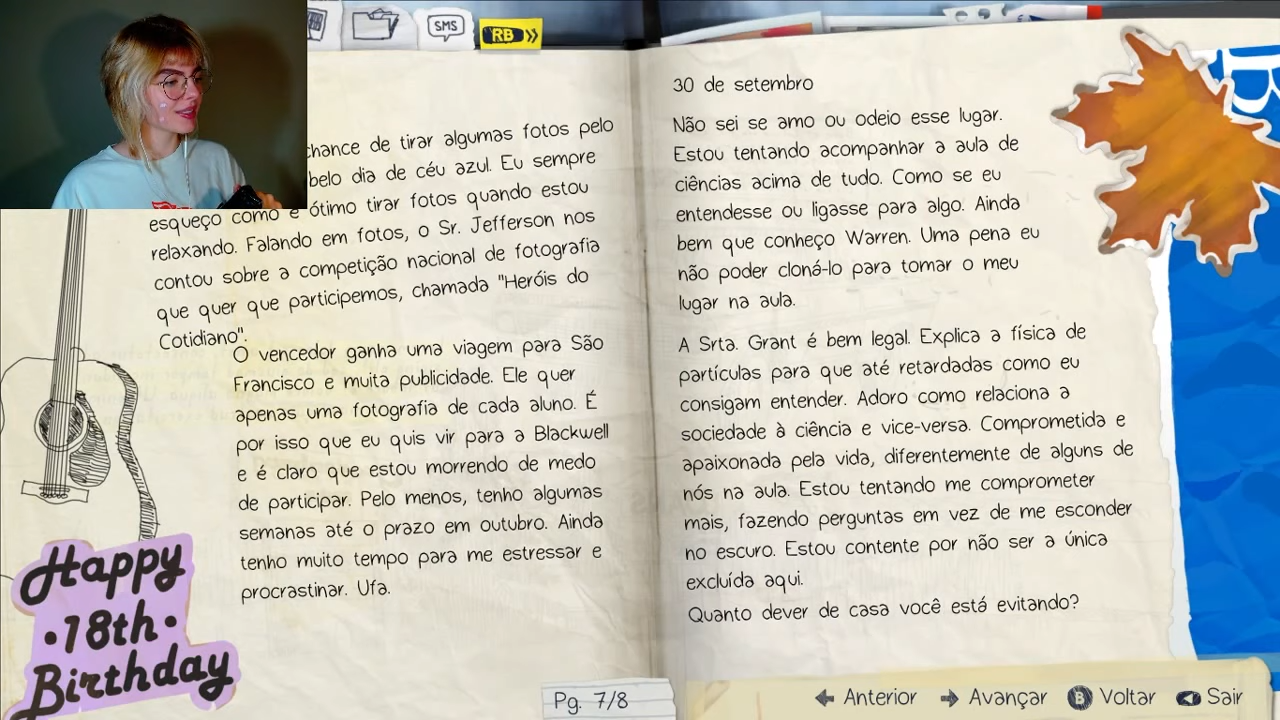 SMS
RB
chance de tirar algumas fotos pelo
belo dia de céu azul. Eu sempre
esqueço como é ótimo tirar fotos quando estou
relaxando. Falando em fotos, o Sr. Jefferson nos
contou sobre a competição nacional de fotografia
que quer que participemos, chamada "Heróis do
Cotidiano".
O vencedor ganha uma viagem para São
Francisco e muita publicidade. Ele quer
apenas uma fotografia de cada aluno. É
por isso que eu quis vir para a Blackwell
e é claro que estou morrendo de medo
de participar. Pelo menos, tenho algumas
semanas até o prazo em outubro. Ainda
tenho muito tempo para me estressar e
procrastinar. Ufa.
Happy
•18th•
Birthday
30 de setembro
Não sei se amo ou odeio esse lugar.
Estou tentando acompanhar a aula de
ciências acima de tudo. Como se eu
entendesse ou ligasse para algo. Ainda
bem que conheço Warren. Uma pena eu
não poder cloná-lo para tomar o meu
lugar na aula.
A Srta. Grant é bem legal. Explica a física de
partículas para que até retardadas como eu
consigam entender. Adoro como relaciona a
sociedade à ciência e vice-versa. Comprometida e
apaixonada pela vida, diferentemente de alguns de
nós na aula. Estou tentando me comprometer
mais, fazendo perguntas em vez de me esconder
no escuro. Estou contente por não ser a única
excluída aqui.
Quanto dever de casa você está evitando?
Pg. 7/8
Anterior
Avançar
B Voltar
Sair